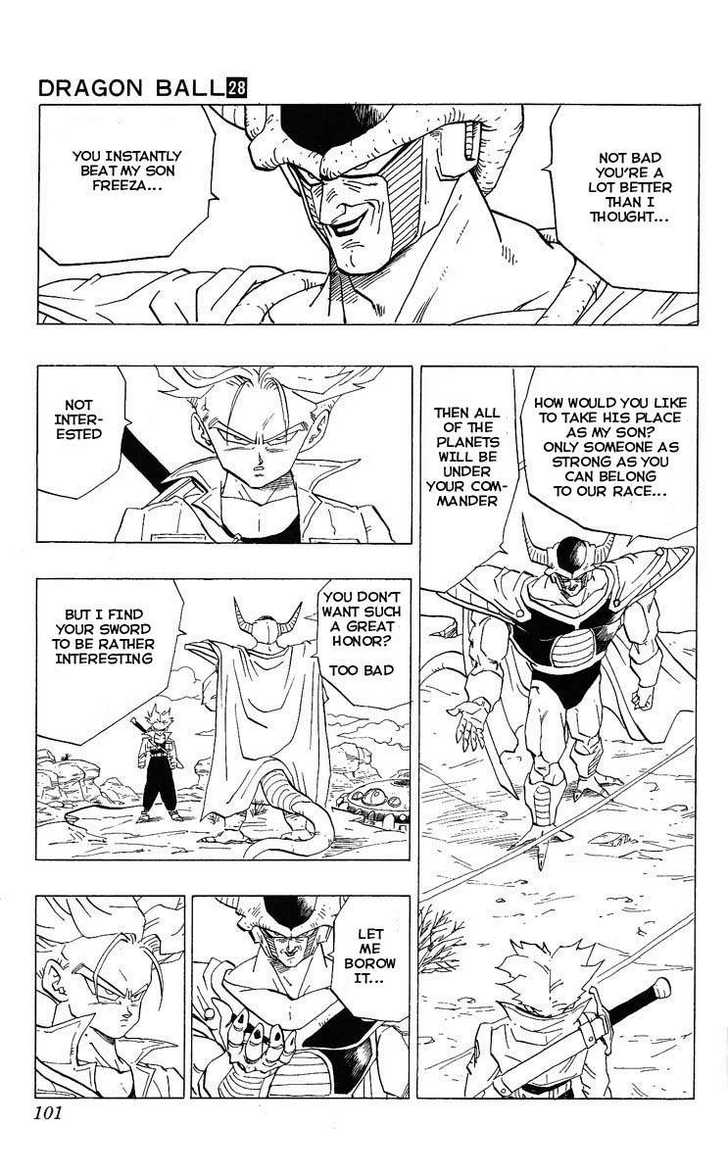 DRAGON BALL 28
NOT BAD
YOU'RE A
LOT BETTER
THAN I
THOUGHT...
YOU INSTANTLY
BEAT MY SON
FREEZA...
HOW WOULD YOU LIKE
TO TAKE HIS PLACE
AS MY SON?
ONLY SOMEONE AS
STRONG AS YOU
CAN BELONG
TO OUR RACE...
THEN ALL
OF THE
PLANETS
WILL BE
UNDER
YOUR COM-
MANDER
NOT
INTER-
ESTED
YOU DON'T
WANT SUCH
A GREAT
HONOR?
TOO BAD
BUT I FIND
YOUR SWORD
TO BE RATHER
INTERESTING
LET
ME
BOROW
IT...
101